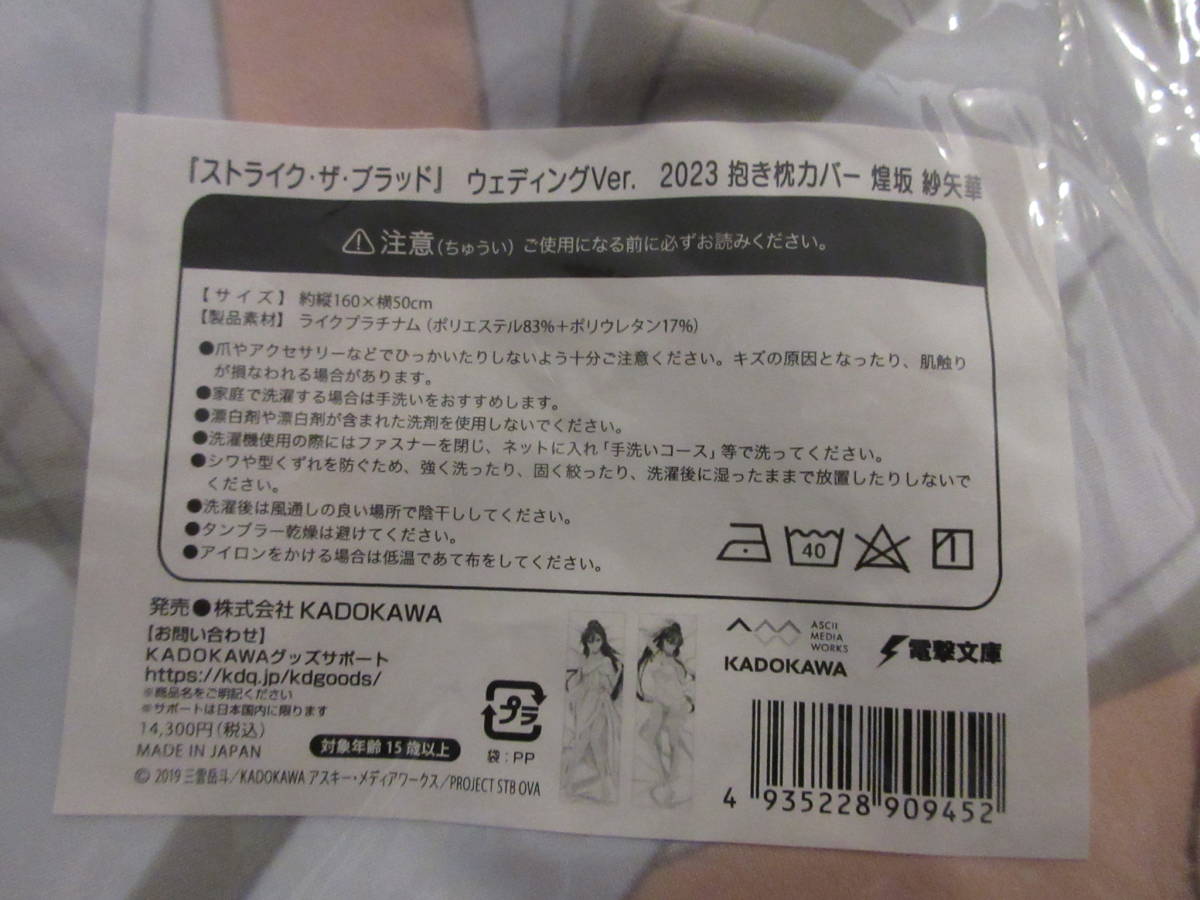 『ストライク・ザ・ブラッド』 ウェディングVer. 2023 抱き枕カバー 煌坂 紗矢華
注意(ちゅうい) ご使用になる前に必ずお読みください。
【サイズ】 約縦160×横50cm
【製品素材】 ライクプラチナム(ポリエステル83%+ポリウレタン17%)
●爪やアクセサリーなどでひっかいたりしないよう十分ご注意ください。キズの原因となったり、肌触り
が損なわれる場合があります。
●家庭で洗濯する場合は手洗いをおすすめします。
●漂白剤や漂白剤が含まれた洗剤を使用しないでください。
●洗濯機使用の際にはファスナーを閉じ、ネットに入れ「手洗いコース」等で洗ってください。
●シワや型くずれを防ぐため、強く洗ったり、固く絞ったり、洗濯後に湿ったままで放置したりしないで
ください。
●洗濯後は風通しの良い場所で陰干ししてください。
●タンブラー乾燥は避けてください。
●アイロンをかける場合は低温であて布をしてください。
40
発売●株式会社 KADOKAWA
【お問い合わせ】
KADOKAWAグッズサポート
https://kdq.jp/kdgoods/
※商品名をご明記ください
※サポートは日本国内に限ります
14,300円(税込)
MADE IN JAPAN
対象年齢15歳以上
© 2019 三雲岳斗/KADOKAWA アスキー・メディアワークス/PROJECT STB OVA
プラ
袋:PP
ASCII
MEDIA
WORKS
KADOKAWA
電撃文庫
4 935228 909452